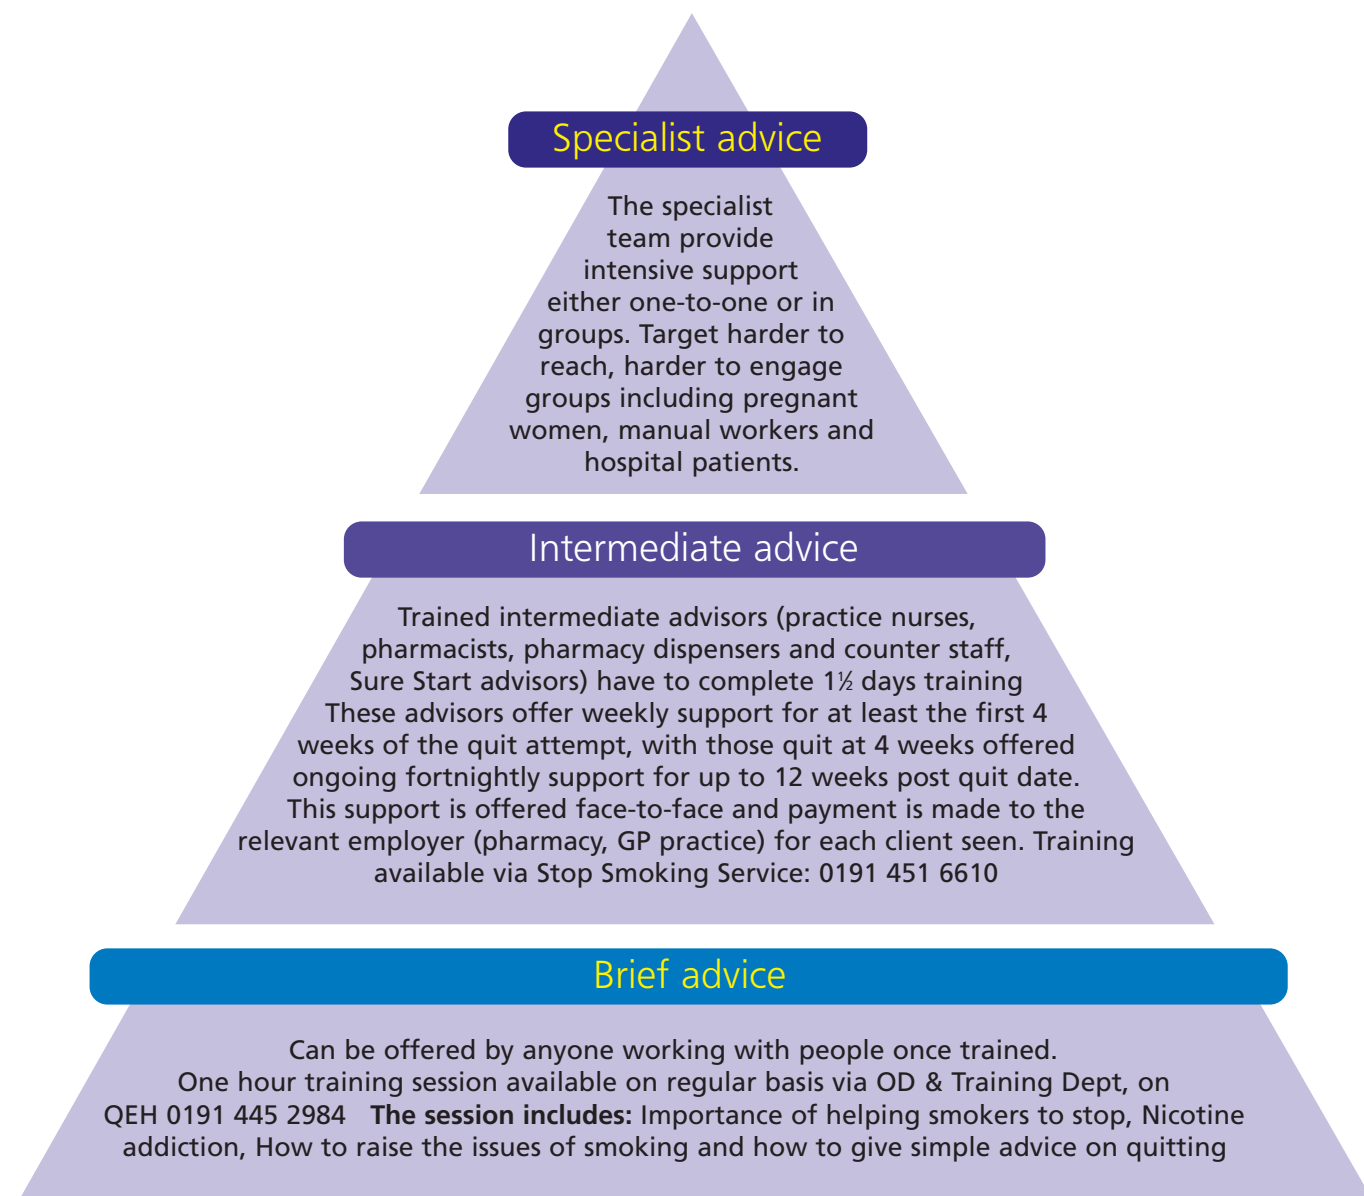 Specialist advice
The specialist
team provide
intensive support
either one-to-one or in
groups. Target harder to
reach, harder to engage
groups including pregnant
women, manual workers and
hospital patients.
Intermediate advice
Trained intermediate advisors (practice nurses,
pharmacists, pharmacy dispensers and counter staff,
Sure Start advisors) have to complete 1½ days training
These advisors offer weekly support for at least the first 4
weeks of the quit attempt, with those quit at 4 weeks offered
ongoing fortnightly support for up to 12 weeks post quit date.
This support is offered face-to-face and payment is made to the
relevant employer (pharmacy, GP practice) for each client seen. Training
available via Stop Smoking Service: 0191 451 6610
Brief advice
Can be offered by anyone working with people once trained.
One hour training session available on regular basis via OD & Training Dept, on
QEH 0191 445 2984 The session includes: Importance of helping smokers to stop, Nicotine
addiction, How to raise the issues of smoking and how to give simple advice on quitting